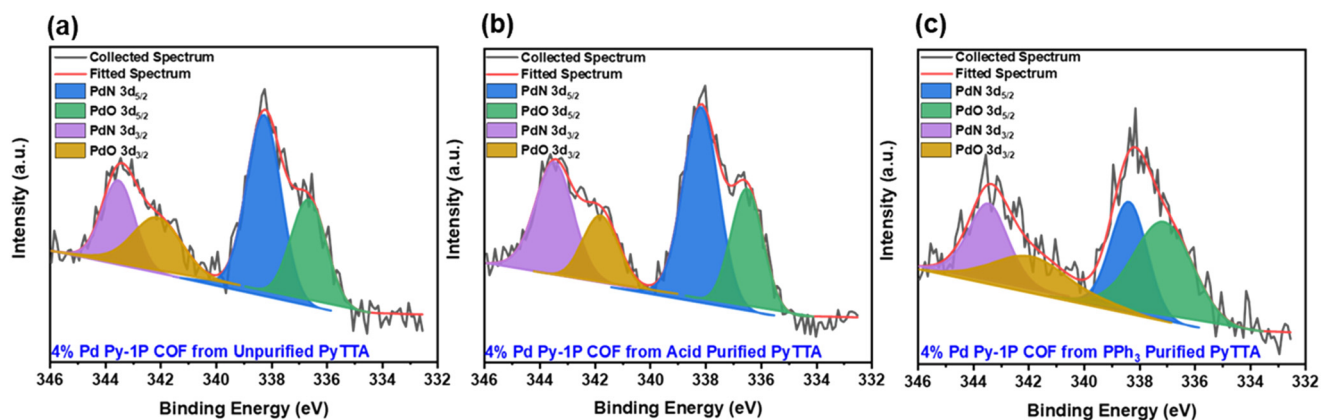 (a)
Intensity (a.u.)
Collected Spectrum
Fitted Spectrum
PdN 3d5/2
PdO 3d5/2
PdN 3d3/2
PdO 3d3/2
4% Pd Py-1P COF from Unpurified PyTTA
346 344 342 340 338 336 334 332
Binding Energy (eV)
(b)
Intensity (a.u.)
Collected Spectrum
Fitted Spectrum
PdN 3d5/2
PdO 3d5/2
PdN 3d3/2
PdO 3d3/2
4% Pd Py-1P COF from Acid Purified PyTTA
346 344 342 340 338 336 334 332
Binding Energy (eV)
(c)
Intensity (a.u.)
Collected Spectrum
Fitted Spectrum
PdN 3d5/2
PdO 3d5/2
PdN 3d3/2
PdO 3d3/2
4% Pd Py-1P COF from PPh3 Purified PyTTA
346 344 342 340 338 336 334 332
Binding Energy (eV)